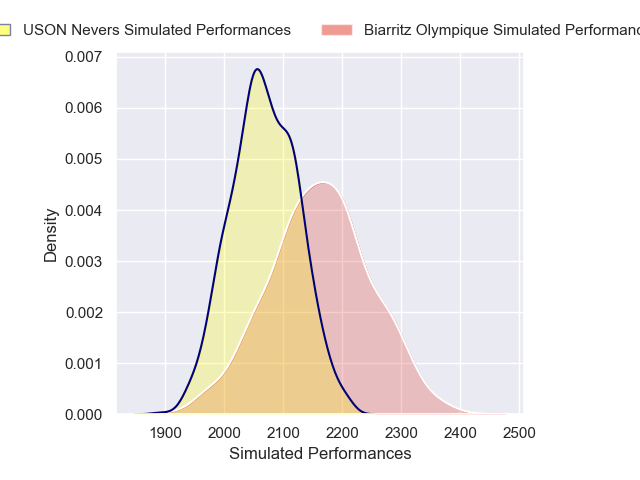 USON Nevers Simulated Performances
Biarritz Olympique Simulated
0.007
0.006
0.005
0.004
0.003
0.002
0.001
0.000
Density
1900 2000 2100 2200 2300 2400 2500
Simulated Performances